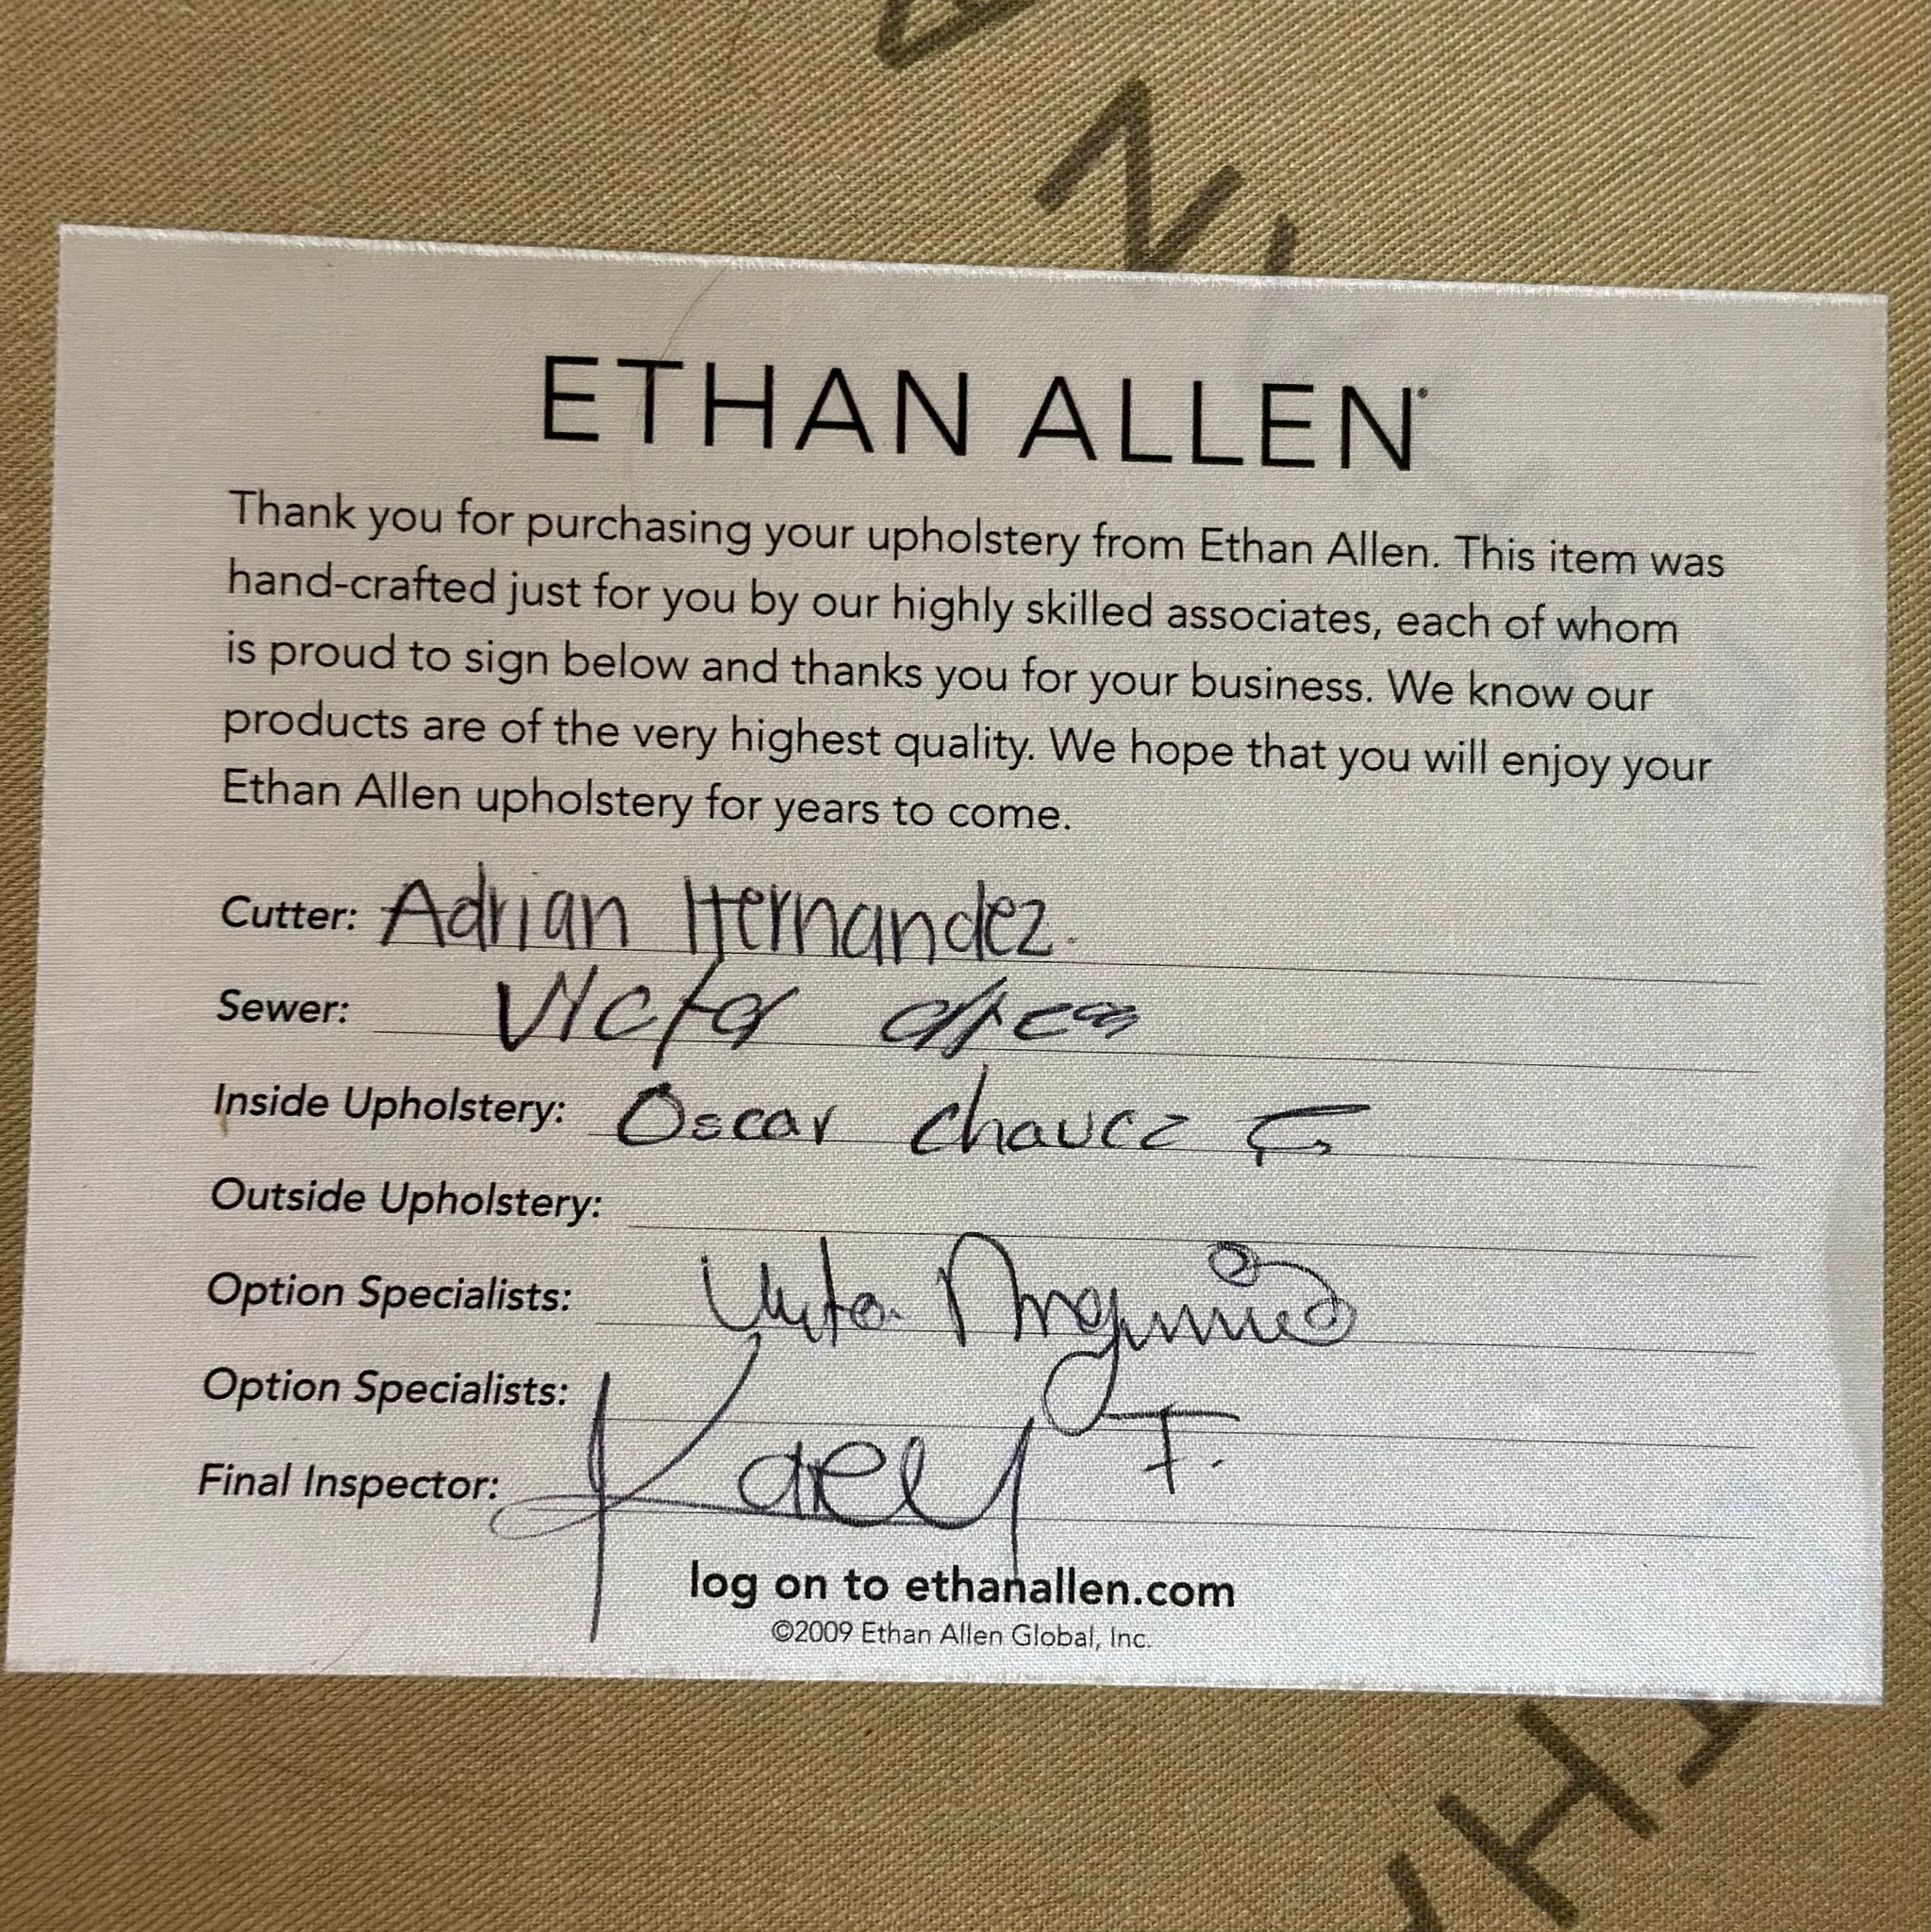 ETHAN ALLEN®
Thank you for purchasing your upholstery from Ethan Allen. This item was
hand-crafted just for you by our highly skilled associates, each of whom
is proud to sign below and thanks you for your business. We know our
products are of the very highest quality. We hope that you will enjoy your
Ethan Allen upholstery for years to come.
Cutter: Adrian Hernandez.
Sewer: Victor
Inside Upholstery: Oscar chavez
Outside Upholstery:
Option Specialists:
Option Specialists:
Final Inspector: Kaely F.
log on to ethanallen.com
©2009 Ethan Allen Global, Inc.